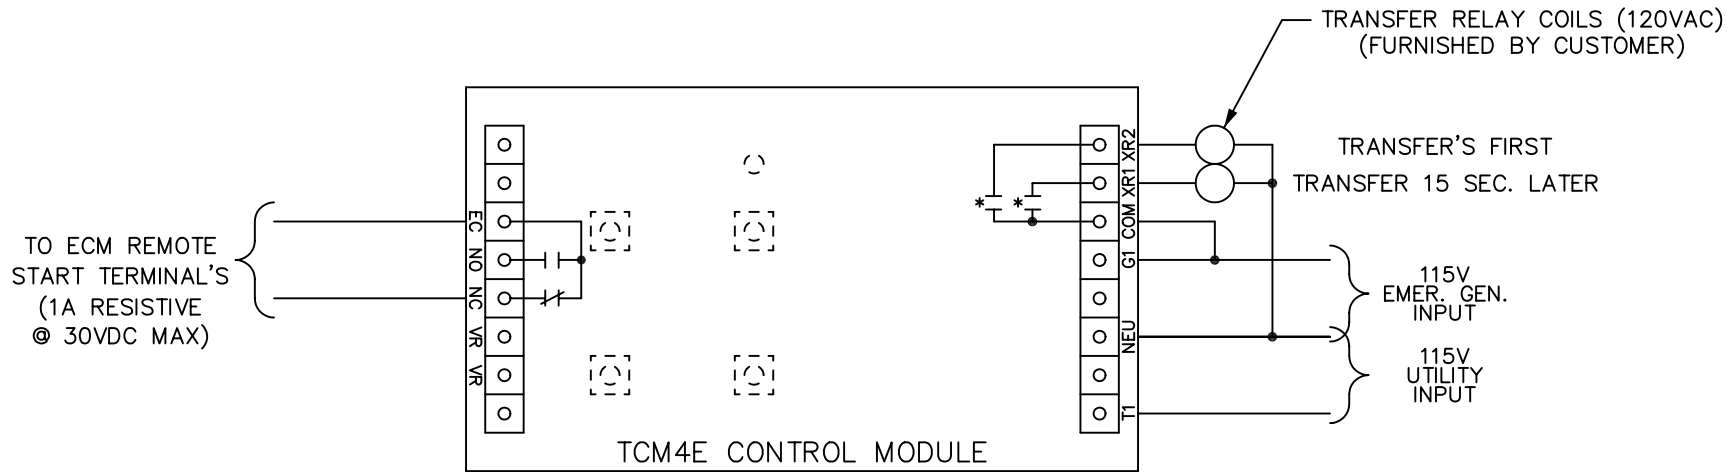 TRANSFER RELAY COILS (120VAC)
(FURNISHED BY CUSTOMER)
TRANSFER'S FIRST
TRANSFER 15 SEC. LATER
TO ECM REMOTE
START TERMINAL'S
(1A RESISTIVE
@ 30VDC MAX)
EC
NO
NC
VR
VR
*
*
XR2
XR1
COM
G1
NEU
T1
115V
EMER. GEN.
INPUT
115V
UTILITY
INPUT
TCM4E CONTROL MODULE